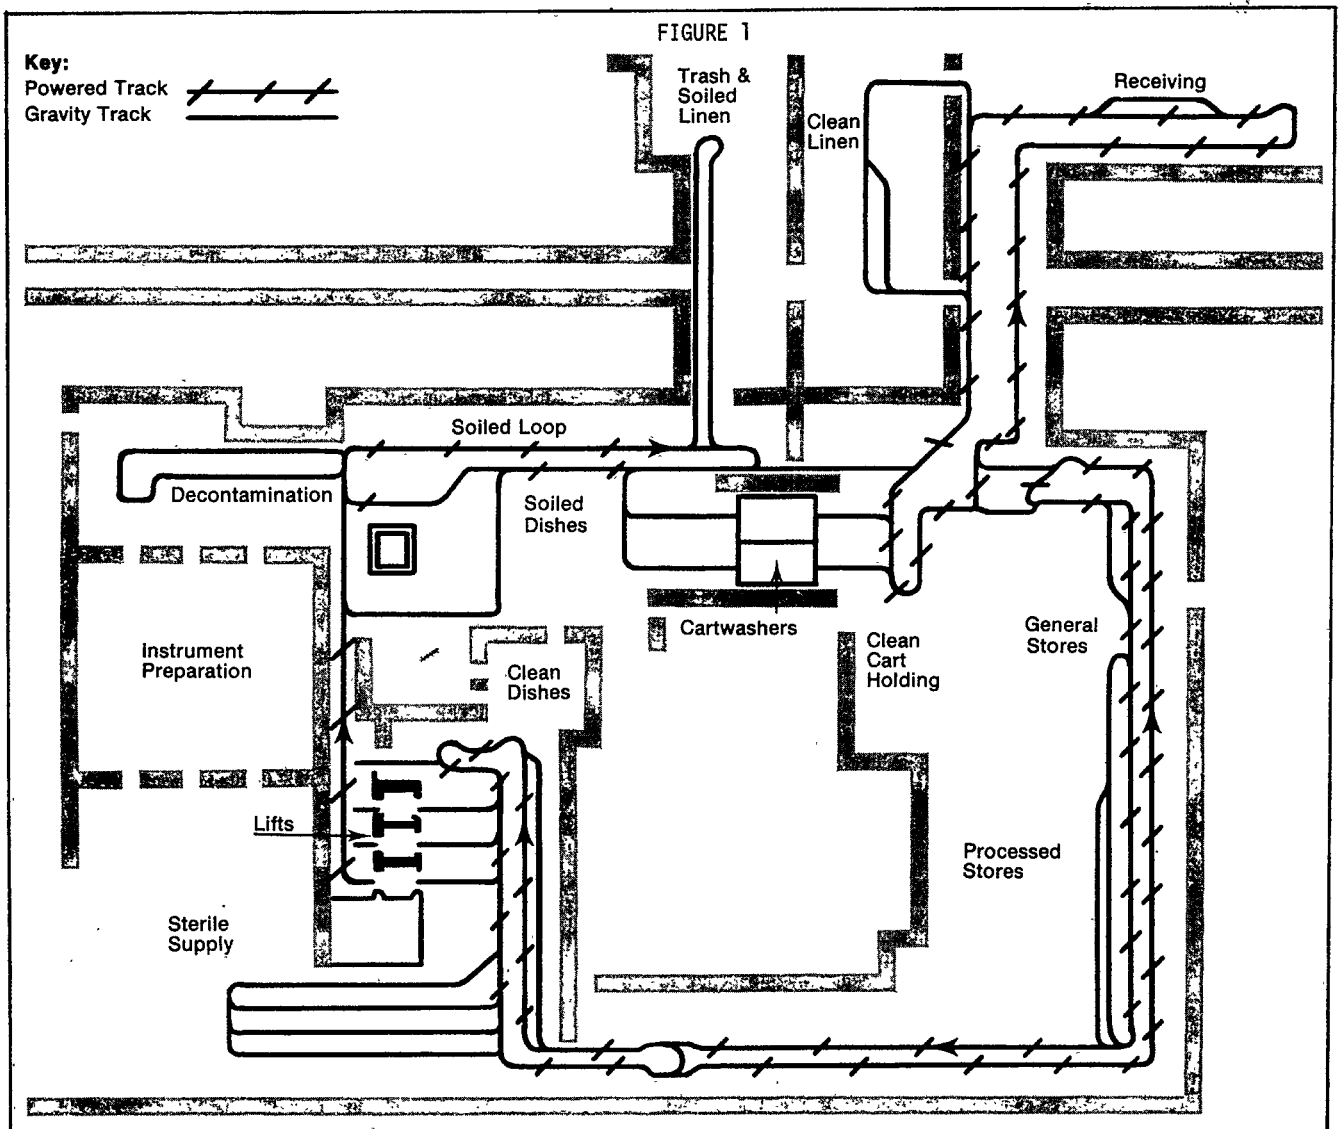 FIGURE 1
Key:
Powered Track
Gravity Track
Trash &
Soiled
Linen
Clean
Linen
Receiving
Soiled Loop
Decontamination
Soiled
Dishes
Instrument
Preparation
Clean
Dishes
Cartwashers
Clean
Cart
Holding
General
Stores
Lifts
Processed
Stores
Sterile
Supply